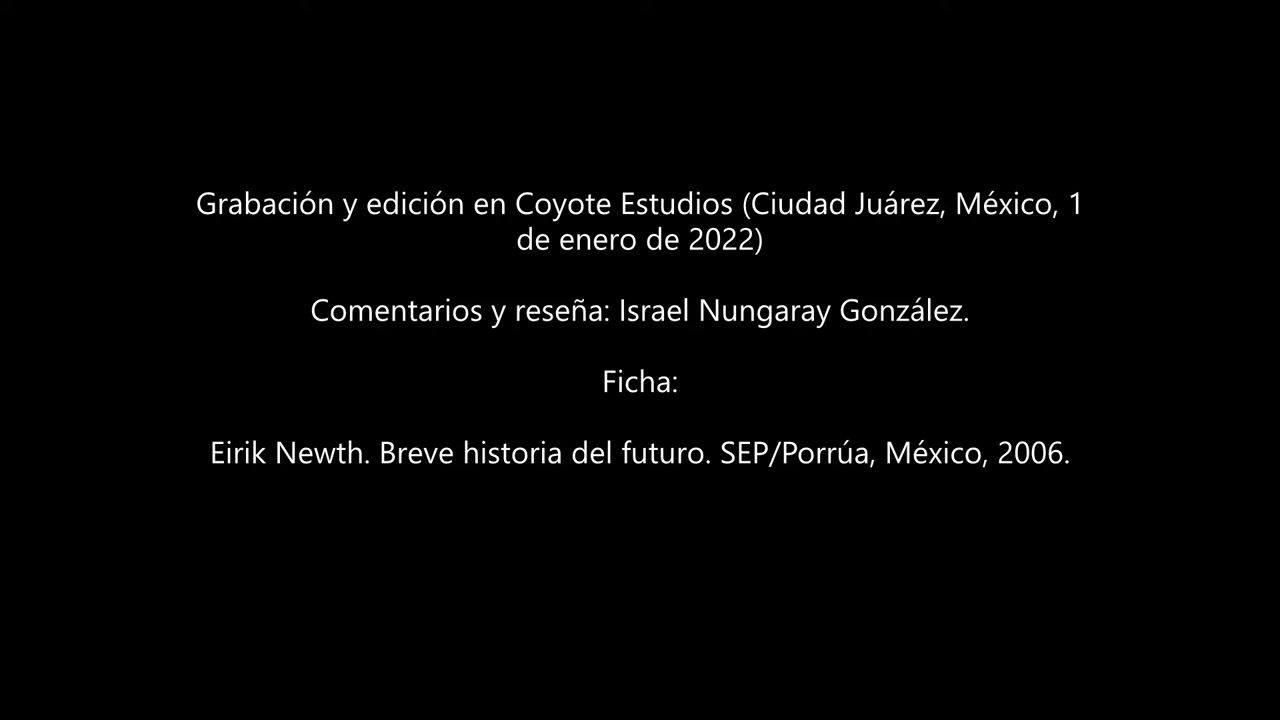 Grabación y edición en Coyote Estudios (Ciudad Juárez, México, 1
de enero de 2022)
Comentarios y reseña: Israel Nungaray González.
Ficha:
Eirik Newth. Breve historia del futuro. SEP/Porrúa, México, 2006.